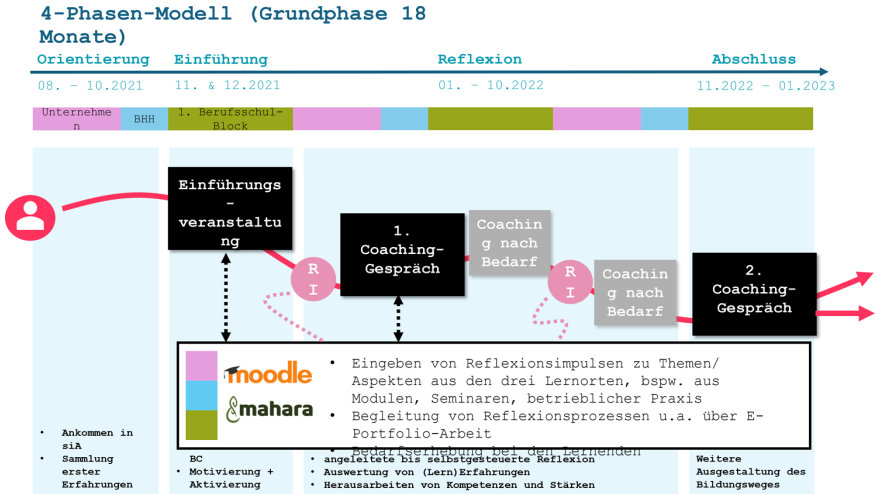 4-Phasen-Modell (Grundphase 18
Monate)
Orientierung
Einführung
Reflexion
Abschluss
08. – 10.2021
11. & 12.2021
01. – 10.2022
11.2022 – 01.2023
Unternehme
n
BHH
1. Berufsschul-
Block
Einführungs
-
veranstaltu
ng
R
I
1.
Coaching-
Gespräch
Coachin
g nach
Bedarf
R
I
Coachin
g nach
Bedarf
2.
Coaching-
Gespräch
moodle
mahara
• Eingeben von Reflexionsimpulsen zu Themen/
Aspekten aus den drei Lernorten, bspw. aus
Modulen, Seminaren, betrieblicher Praxis
• Begleitung von Reflexionsprozessen u.a. über E-
Portfolio-Arbeit
• Bedarfserhebung bei den Lernenden
• Ankommen in
siA
• Sammlung
erster
Erfahrungen
BC
• Motivierung +
Aktivierung
• angeleitete bis selbstgesteuerte Reflexion
• Auswertung von (Lern)Erfahrungen
• Herausarbeiten von Kompetenzen und Stärken
Weitere
Ausgestaltung des
Bildungsweges